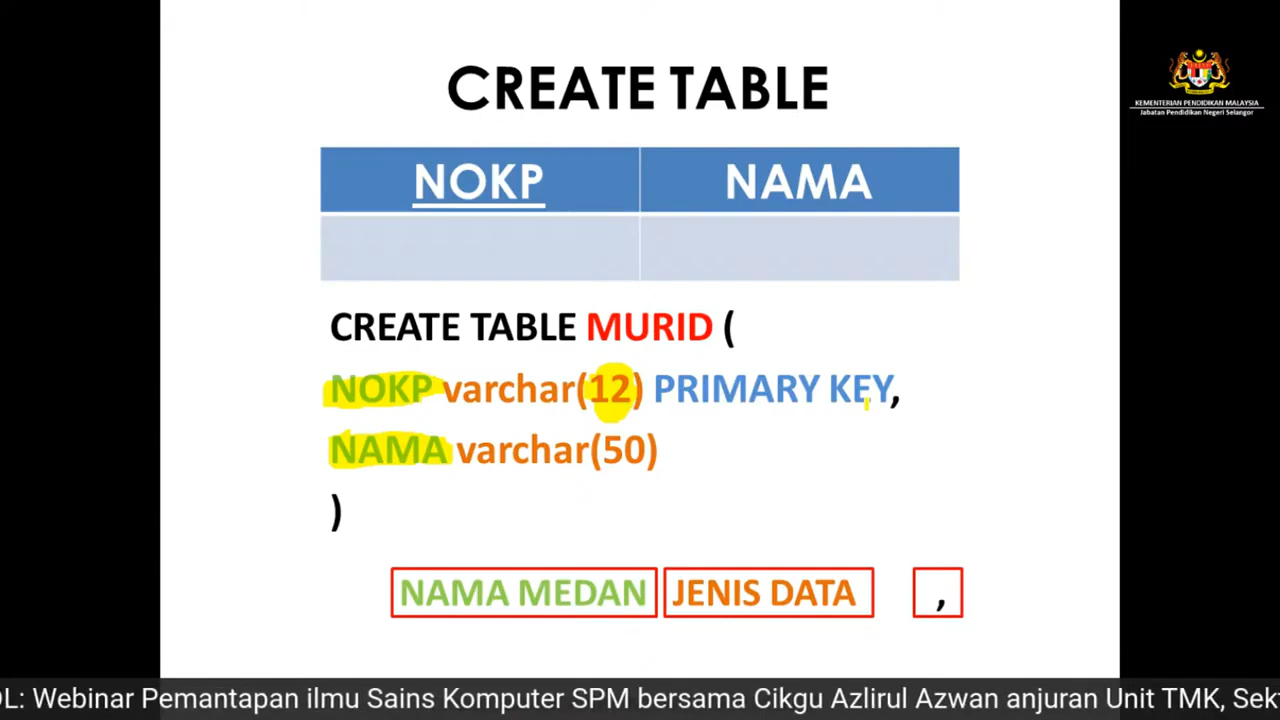 CREATE TABLE
KEMENTERIAN PENDIDIKAN MALAYSIA
Jabatan Pendidikan Negeri Selangor
NOKP NAMA
CREATE TABLE MURID (
NOKP varchar(12) PRIMARY KEY,
NAMA varchar(50)
)
NAMA MEDAN JENIS DATA ,
OL: Webinar Pemantapan ilmu Sains Komputer SPM bersama Cikgu Azlirul Azwan anjuran Unit TMK, Sekt